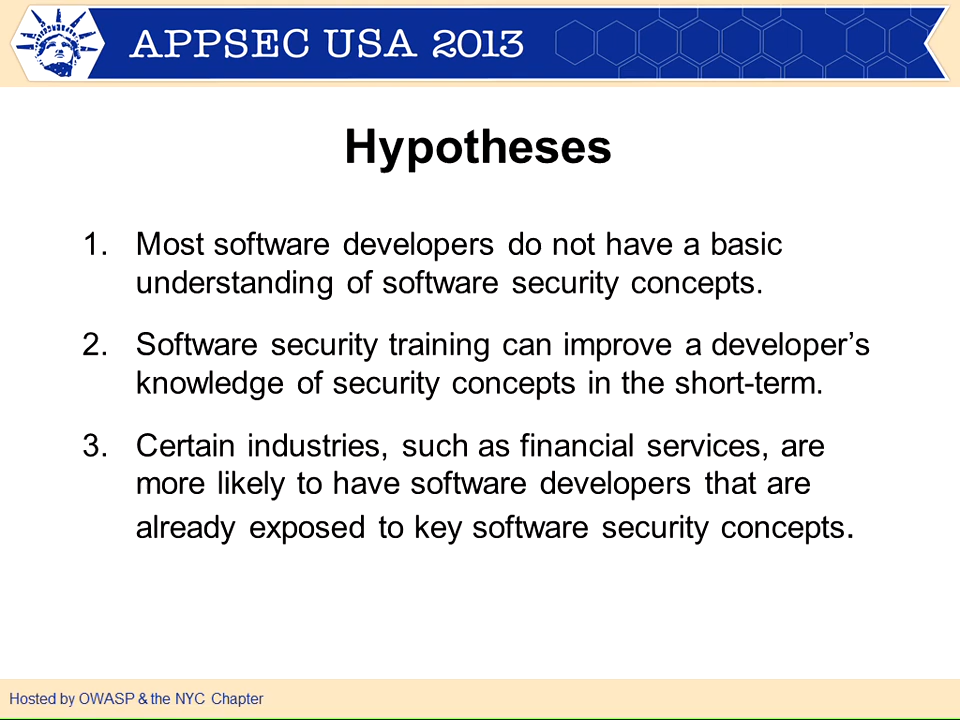 APPSEC USA 2013
Hypotheses
1. Most software developers do not have a basic
understanding of software security concepts.
2. Software security training can improve a developer’s
knowledge of security concepts in the short-term.
3. Certain industries, such as financial services, are
more likely to have software developers that are
already exposed to key software security concepts.
Hosted by OWASP & the NYC Chapter